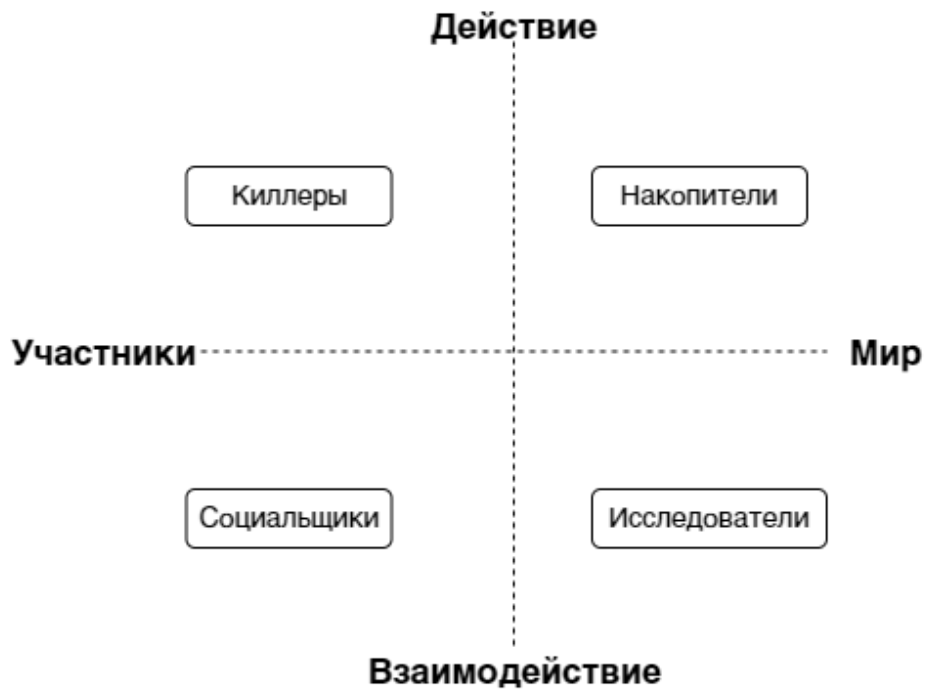 Действие
Киллеры
Накопители
Участники
Мир
Социальщики
Исследователи
Взаимодействие